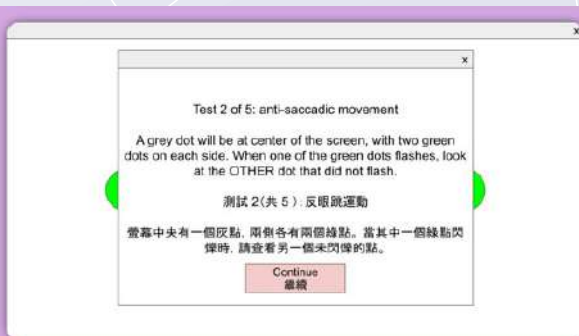 x
x
Test 2 of 5: anti-saccadic movement
A grey dot will be at center of the screen, with two green
dots on each side. When one of the green dots flashes, look
at the OTHER dot that did not flash.
測試 2(共 5 ) : 反眼跳運動
螢幕中央有一個灰點, 兩側各有兩個綠點。當其中一個綠點閃
爍時, 請查看另一個未閃爍的點。
Continue
繼續